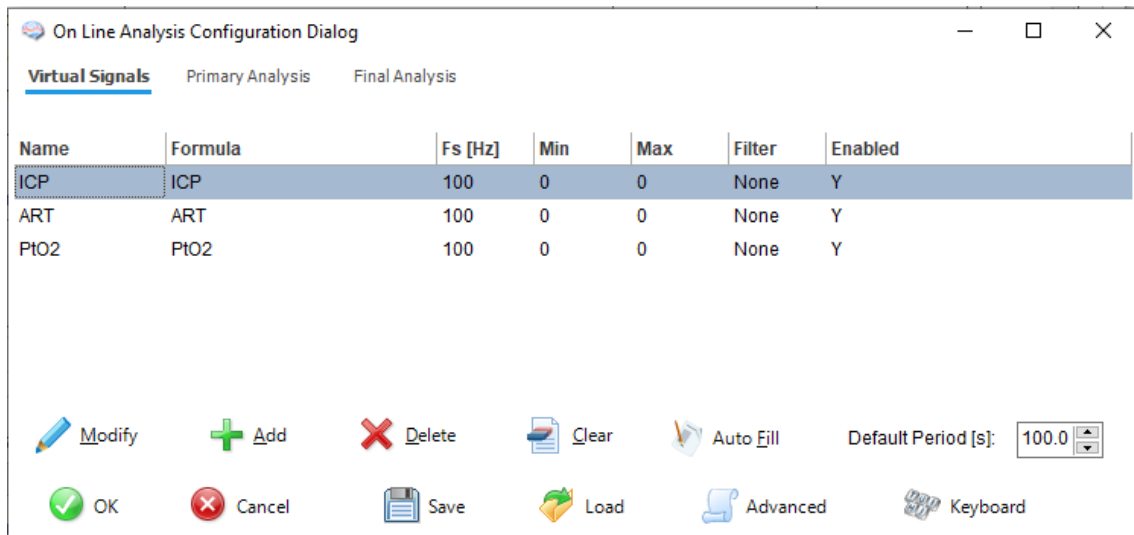 On Line Analysis Configuration Dialog
Virtual Signals Primary Analysis Final Analysis
Name Formula Fs [Hz] Min Max Filter Enabled
ICP ICP 100 0 0 None Y
ART ART 100 0 0 None Y
PtO2 PtO2 100 0 0 None Y
Modify Add Delete Clear Auto Fill Default Period [s]: 100.0
OK Cancel Save Load Advanced Keyboard